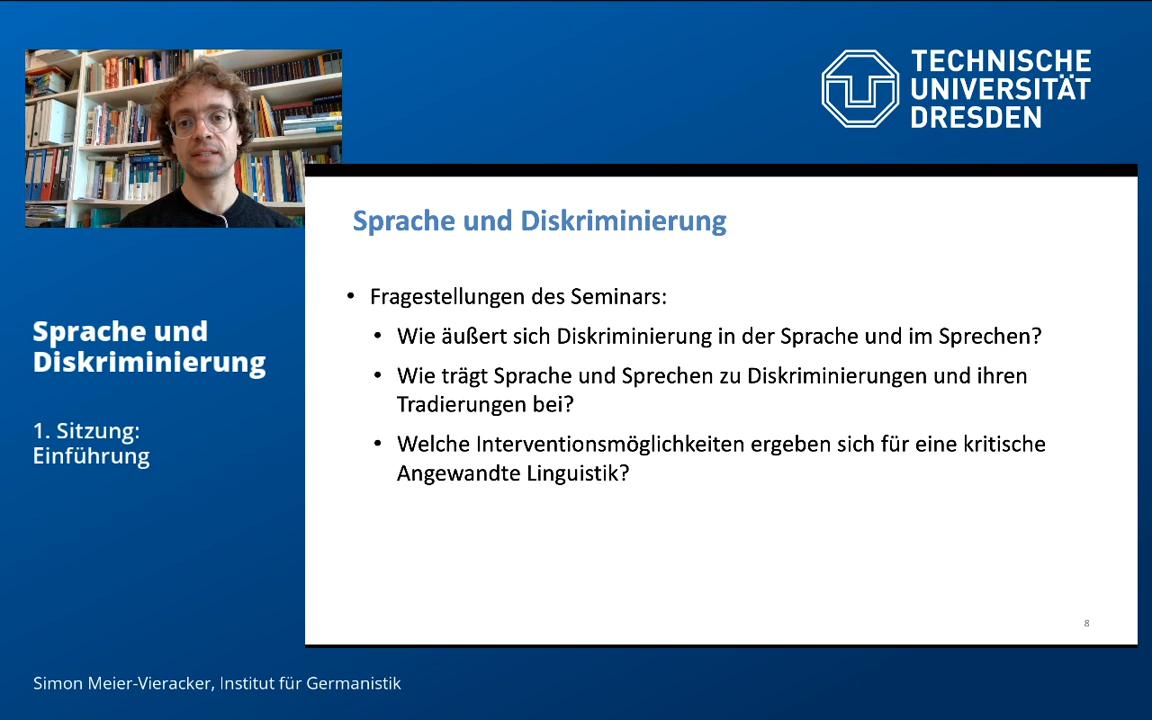 TECHNISCHE
UNIVERSITÄT
DRESDEN
Sprache und Diskriminierung
• Fragestellungen des Seminars:
• Wie äußert sich Diskriminierung in der Sprache und im Sprechen?
• Wie trägt Sprache und Sprechen zu Diskriminierungen und ihren
Tradierungen bei?
• Welche Interventionsmöglichkeiten ergeben sich für eine kritische
Angewandte Linguistik?
8
Sprache und
Diskriminierung
1. Sitzung:
Einführung
Simon Meier-Vieracker, Institut für Germanistik